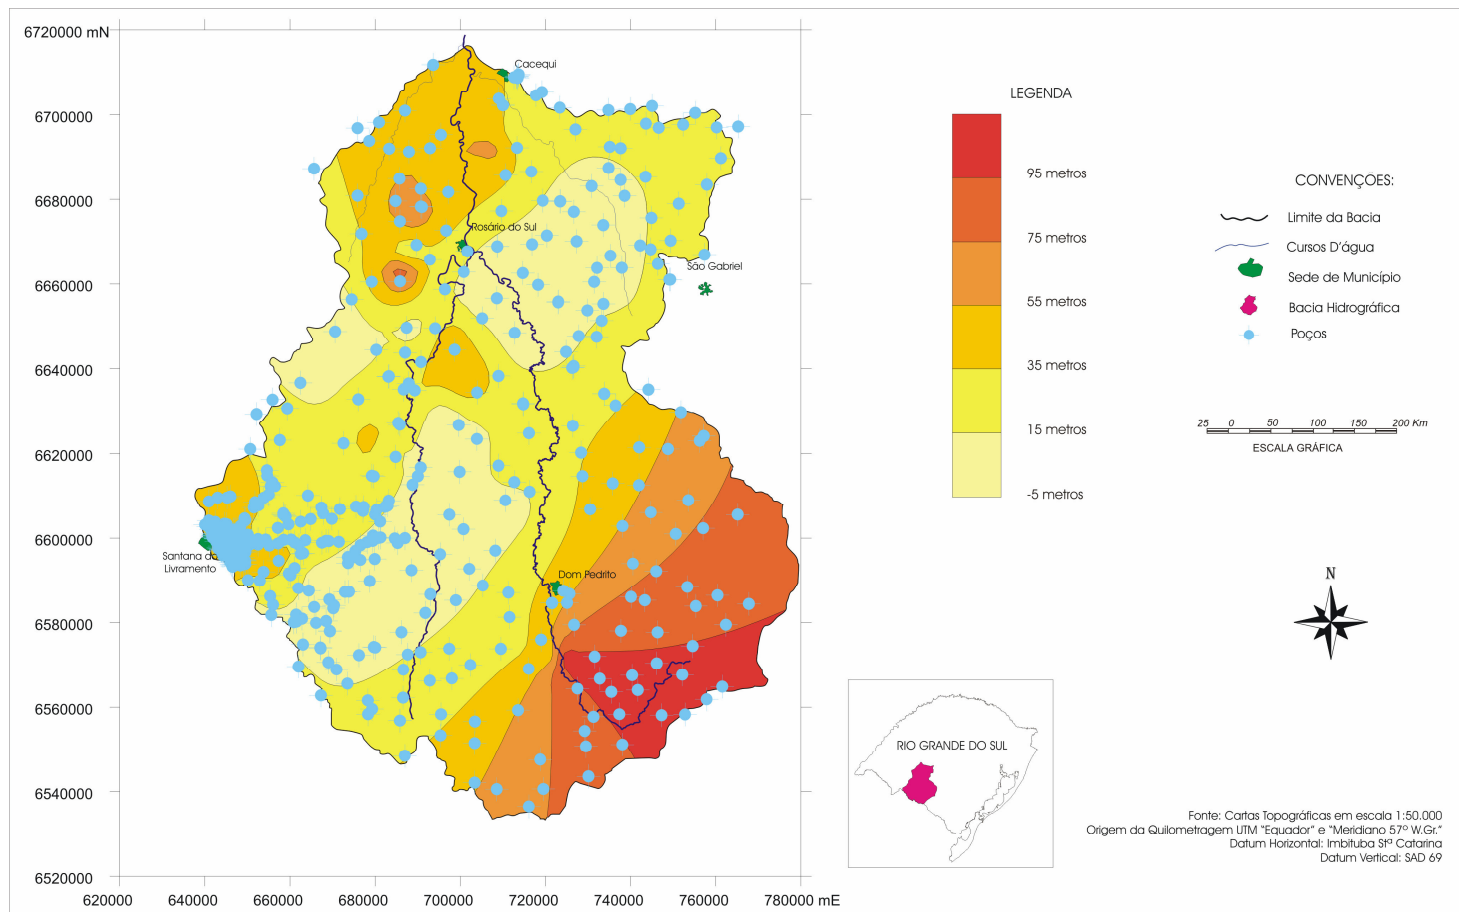 6720000 mN
6700000
6680000
6660000
6640000
6620000
6600000
6580000
6560000
6540000
6520000
620000
640000
660000
680000
700000
720000
740000
760000
780000 mE
Cacequi
Rosário do Sul
São Gabriel
Santana do
Livramento
Dom Pedrito
LEGENDA
95 metros
75 metros
55 metros
35 metros
15 metros
-5 metros
CONVENÇOES:
Limite da Bacia
Cursos D'água
Sede de Município
Bacia Hidrográfica
Poços
25 0 50 100 150 200 Km
ESCALA GRÁFICA
N
RIO GRANDE DO SUL
Fonte: Cartas Topográficas em escala 1:50.000
Origem da Quilometragem UTM "Equador" e "Meridiano 57º W.Gr."
Datum Horizontal: Imbituba Stª Catarina
Datum Vertical: SAD 69